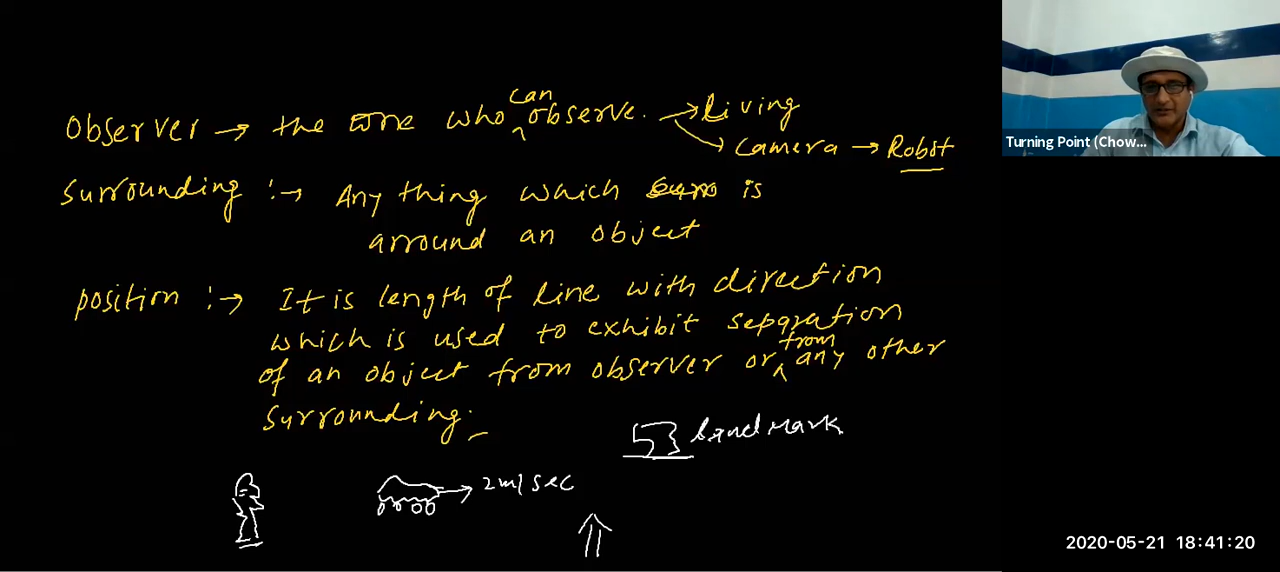 can
Observer → the one who ^ observe. → Living
→ camera → Robot
Surrounding :→ Any thing which is
arround an object
position :→ It is length of line with direction
which is used to exhibit separation
from
of an object from observer or ^ any other
surrounding.
landmark
2m/sec
Turning Point (Chow...
2020-05-21 18:41:20